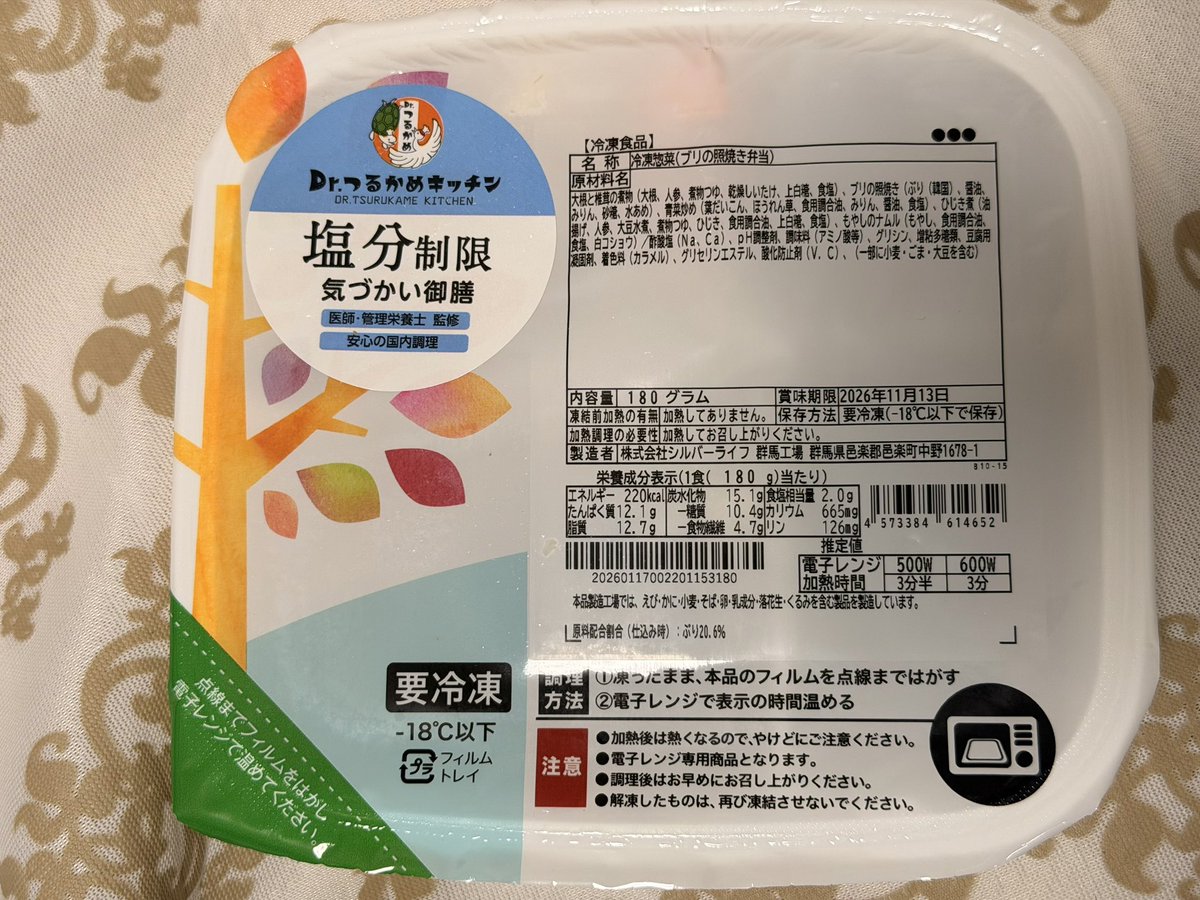 Dr.つるかめ
Dr.つるかめキッチン
DR.TSURUKAME KITCHEN
塩分制限
気づかい御膳
医師・管理栄養士 監修
安心の国内調理
点線までフィルムをはがし
電子レンジで温めてください。
要冷凍
-18℃以下
プラ
フィルム
トレイ
【冷凍食品】
名 称 冷凍惣菜(ブリの照焼き弁当)
原材料名
大根と椎茸の煮物(大根、人参、煮物つゆ、乾燥しいたけ、上白糖、食塩)、ブリの照焼き(ぶり(韓国)、醤油、
みりん、砂糖、水あめ)、青菜炒め(葉だいこん、ほうれん草、食用調合油、みりん、醤油、食塩)、ひじき煮(油
揚げ、人参、大豆水煮、煮物つゆ、ひじき、食用調合油、上白糖、食塩)、もやしのナムル(もやし、食用調合油、
食塩、白コショウ)/酢酸塩(Na、Ca)、pH調整剤、調味料(アミノ酸等)、グリシン、増粘多糖類、豆腐用
凝固剤、着色料(カラメル)、グリセリンエステル、酸化防止剤(V.C)、(一部に小麦・ごま・大豆を含む)
内容量 180 グラム 賞味期限 2026年11月13日
凍結前加熱の有無 加熱してありません。 保存方法 要冷凍(-18℃以下で保存)
加熱調理の必要性 加熱してお召し上がりください。
製造者 株式会社シルバーライフ 群馬工場 群馬県邑楽郡邑楽町中野1678-1
810-15
栄養成分表示(1食( 180 g)当たり)
エネルギー 220kcal 炭水化物 15.1g 食塩相当量 2.0g
たんぱく質 12.1g －糖質 10.4g カリウム 665mg
脂質 12.7g －食物繊維 4.7g リン 126mg
推定値
4 573384 614652
20260117002201153180
電子レンジ 500W 600W
加熱時間 3分半 3分
本品製造工場では、えび・かに・小麦・そば・卵・乳成分・落花生・くるみを含む製品を製造しています。
原料配合割合(仕込み時):ぶり20.6%
調理
方法
①凍ったまま、本品のフィルムを点線まではがす
②電子レンジで表示の時間温める
注意
●加熱後は熱くなるので、やけどにご注意ください。
●電子レンジ専用商品となります。
●調理後はお早めにお召し上がりください。
●解凍したものは、再び凍結させないでください。